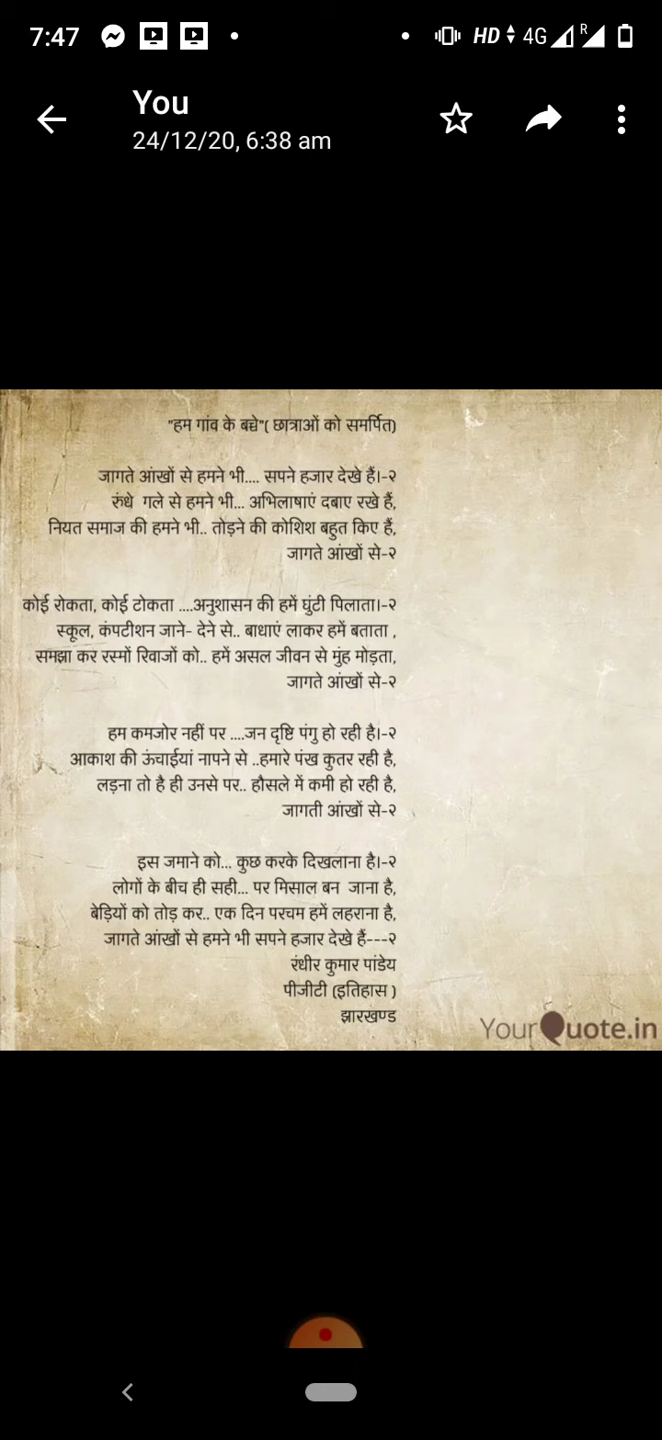 7:47
HD 4G R
You
24/12/20, 6:38 am
"हम गांव के बच्चे"( छात्राओं को समर्पित)
जागते आंखों से हमने भी.... सपने हजार देखे हैं।-२
रुंधे गले से हमने भी... अभिलाषाएं दबाए रखे हैं,
नियत समाज की हमने भी.. तोड़ने की कोशिश बहुत किए हैं,
जागते आंखों से-२
कोई रोकता, कोई टोकता ....अनुशासन की हमें घुंटी पिलाता।-२
स्कूल, कंपटीशन जाने- देने से.. बाधाएं लाकर हमें बताता ,
समझा कर रस्मों रिवाजों को.. हमें असल जीवन से मुंह मोड़ता,
जागते आंखों से-२
हम कमजोर नहीं पर ....जन दृष्टि पंगु हो रही है।-२
आकाश की ऊंचाईयां नापने से ..हमारे पंख कुतर रही है,
लड़ना तो है ही उनसे पर.. हौसले में कमी हो रही है,
जागती आंखों से-२
इस जमाने को... कुछ करके दिखलाना है।-२
लोगों के बीच ही सही... पर मिसाल बन जाना है,
बेड़ियों को तोड़ कर.. एक दिन परचम हमें लहराना है,
जागते आंखों से हमने भी सपने हजार देखे हैं---२
रंधीर कुमार पांडेय
पीजीटी (इतिहास )
झारखण्ड
YourQuote.in